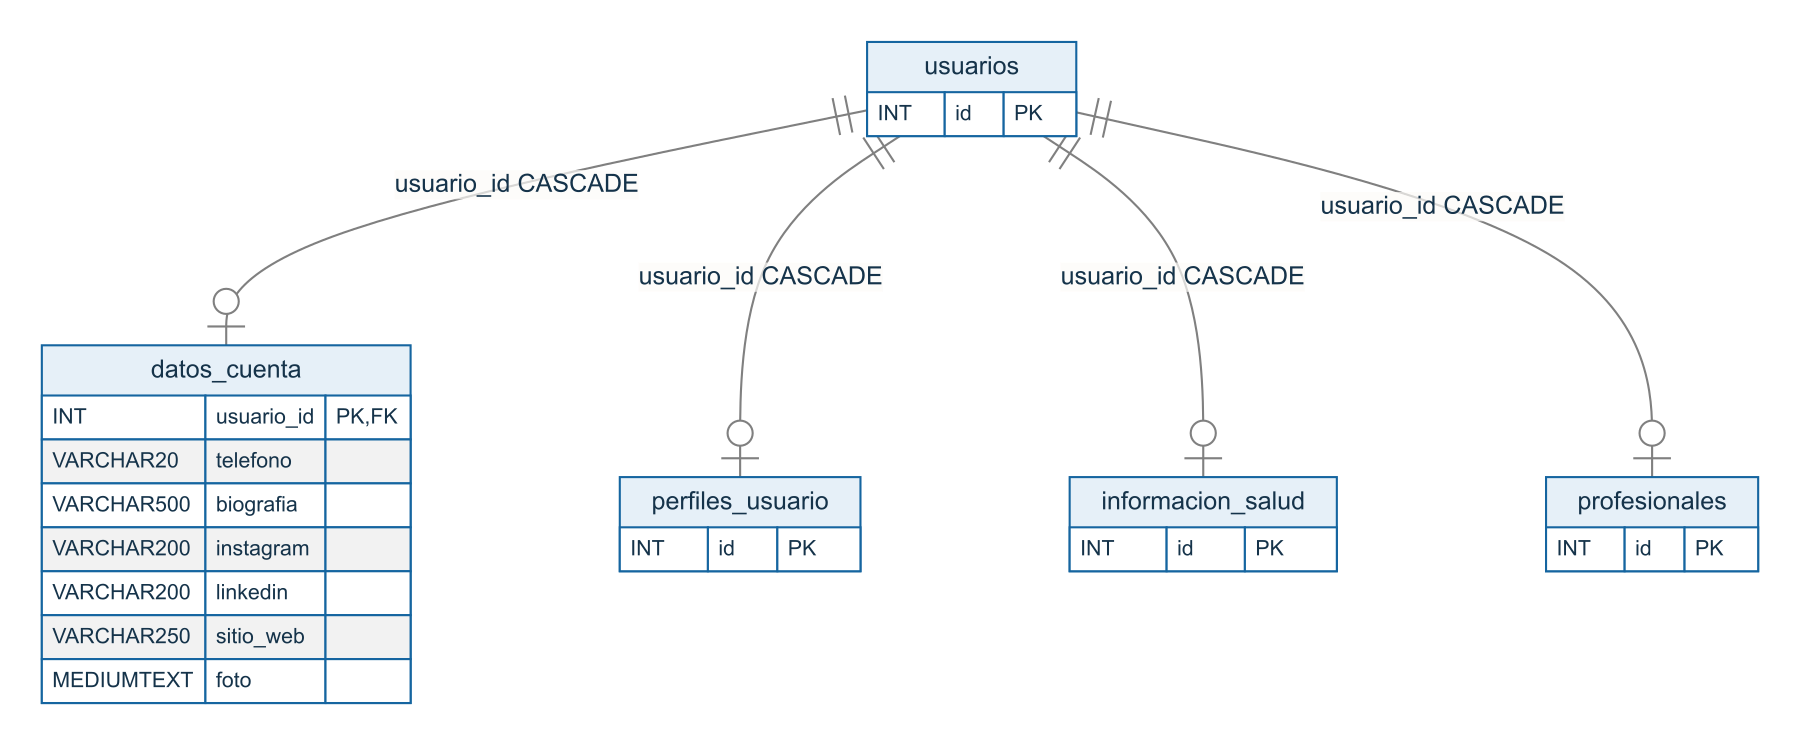 usuarios
INT id PK
usuario_id CASCADE
usuario_id CASCADE
usuario_id CASCADE
usuario_id CASCADE
datos_cuenta
INT usuario_id PK,FK
VARCHAR20 telefono
VARCHAR500 biografia
VARCHAR200 instagram
VARCHAR200 linkedin
VARCHAR250 sitio_web
MEDIUMTEXT foto
perfiles_usuario
INT id PK
informacion_salud
INT id PK
profesionales
INT id PK